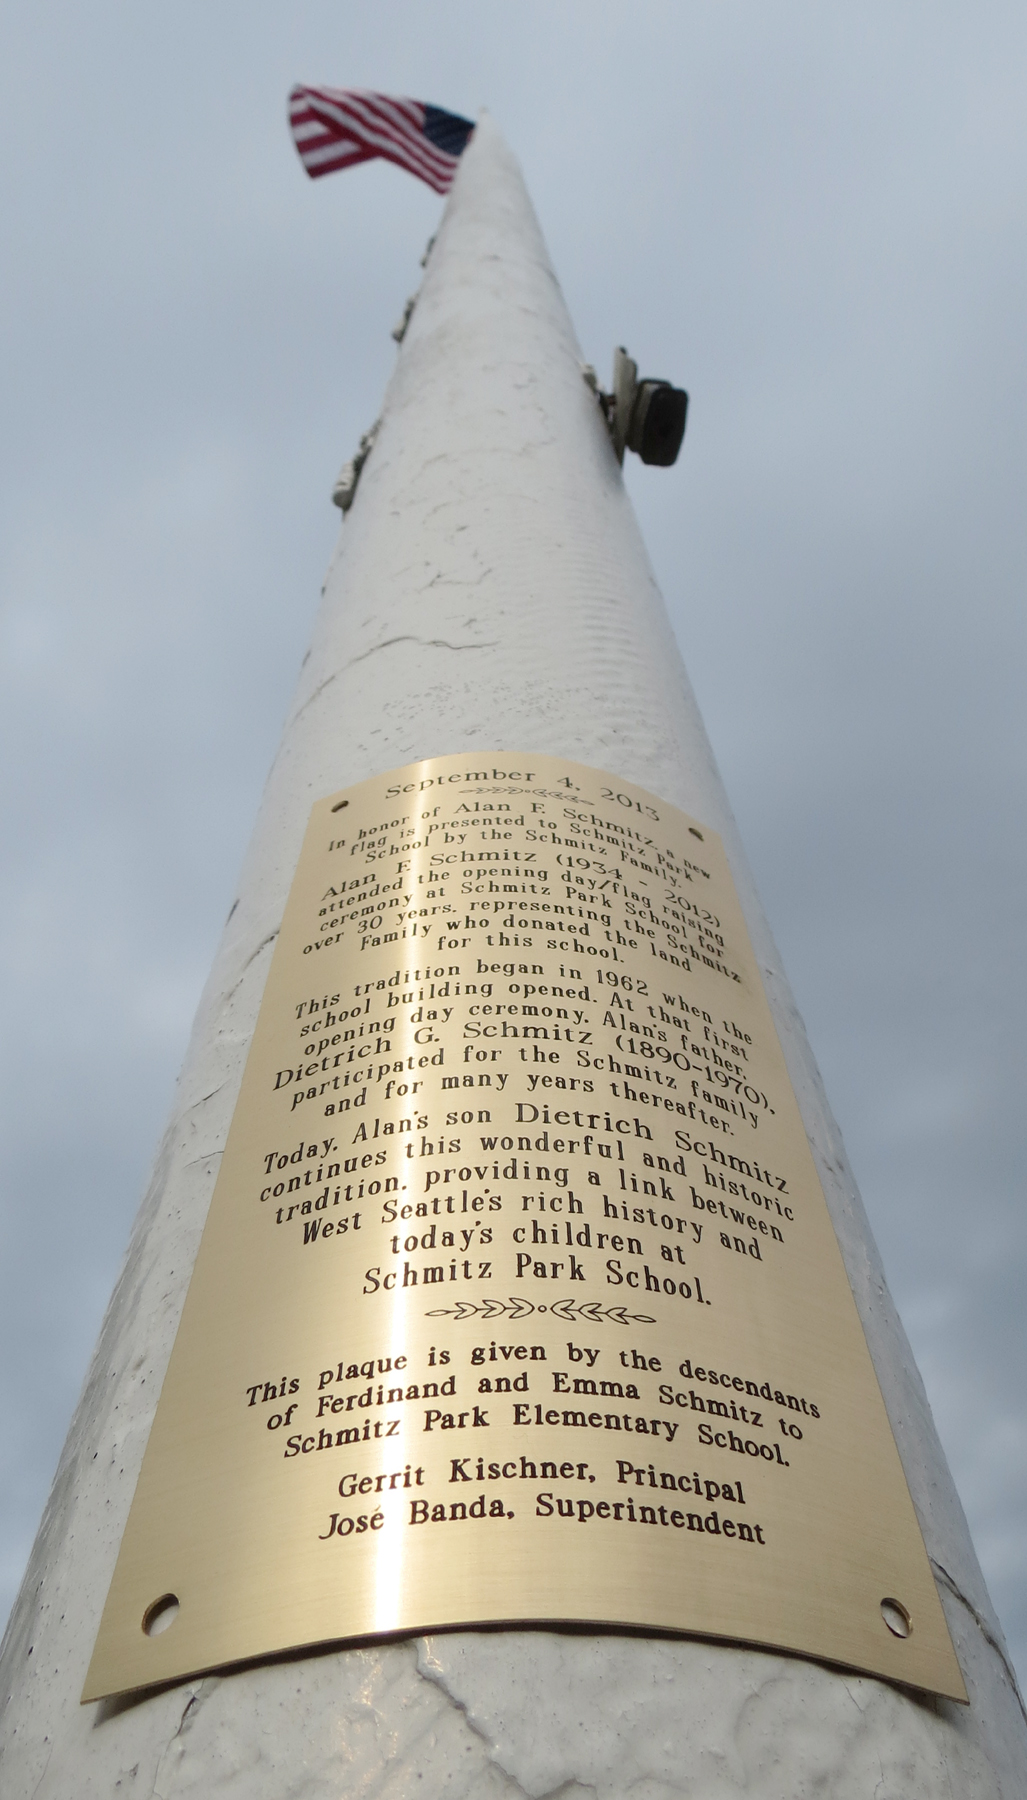 September 4, 2013
In honor of Alan F. Schmitz, a new
flag is presented to Schmitz Park
School by the Schmitz Family.
Alan F. Schmitz (1934 - 2012)
attended the opening day/flag raising
ceremony at Schmitz Park School for
over 30 years, representing the Schmitz
Family who donated the land
for this school.
This tradition began in 1962 when the
school building opened. At that first
opening day ceremony, Alan's father,
Dietrich G. Schmitz (1890-1970),
participated for the Schmitz family
and for many years thereafter.
Today, Alan's son Dietrich Schmitz
continues this wonderful and historic
tradition, providing a link between
West Seattle's rich history and
today's children at
Schmitz Park School.
This plaque is given by the descendants
of Ferdinand and Emma Schmitz to
Schmitz Park Elementary School.
Gerrit Kischner, Principal
José Banda, Superintendent